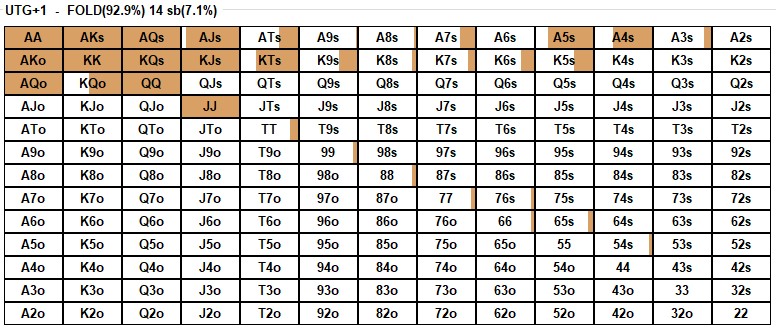 UTG+1 - FOLD(92.9%) 14 sb(7.1%)
AA AKs AQs AJs ATs A9s A8s A7s A6s A5s A4s A3s A2s
AKo KK KQs KJs KTs K9s K8s K7s K6s K5s K4s K3s K2s
AQo KQo QQ QJs QTs Q9s Q8s Q7s Q6s Q5s Q4s Q3s Q2s
AJo KJo QJo JJ JTs J9s J8s J7s J6s J5s J4s J3s J2s
ATo KTo QTo JTo TT T9s T8s T7s T6s T5s T4s T3s T2s
A9o K9o Q9o J9o T9o 99 98s 97s 96s 95s 94s 93s 92s
A8o K8o Q8o J8o T8o 98o 88 87s 86s 85s 84s 83s 82s
A7o K7o Q7o J7o T7o 97o 87o 77 76s 75s 74s 73s 72s
A6o K6o Q6o J6o T6o 96o 86o 76o 66 65s 64s 63s 62s
A5o K5o Q5o J5o T5o 95o 85o 75o 65o 55 54s 53s 52s
A4o K4o Q4o J4o T4o 94o 84o 74o 64o 54o 44 43s 42s
A3o K3o Q3o J3o T3o 93o 83o 73o 63o 53o 43o 33 32s
A2o K2o Q2o J2o T2o 92o 82o 72o 62o 52o 42o 32o 22